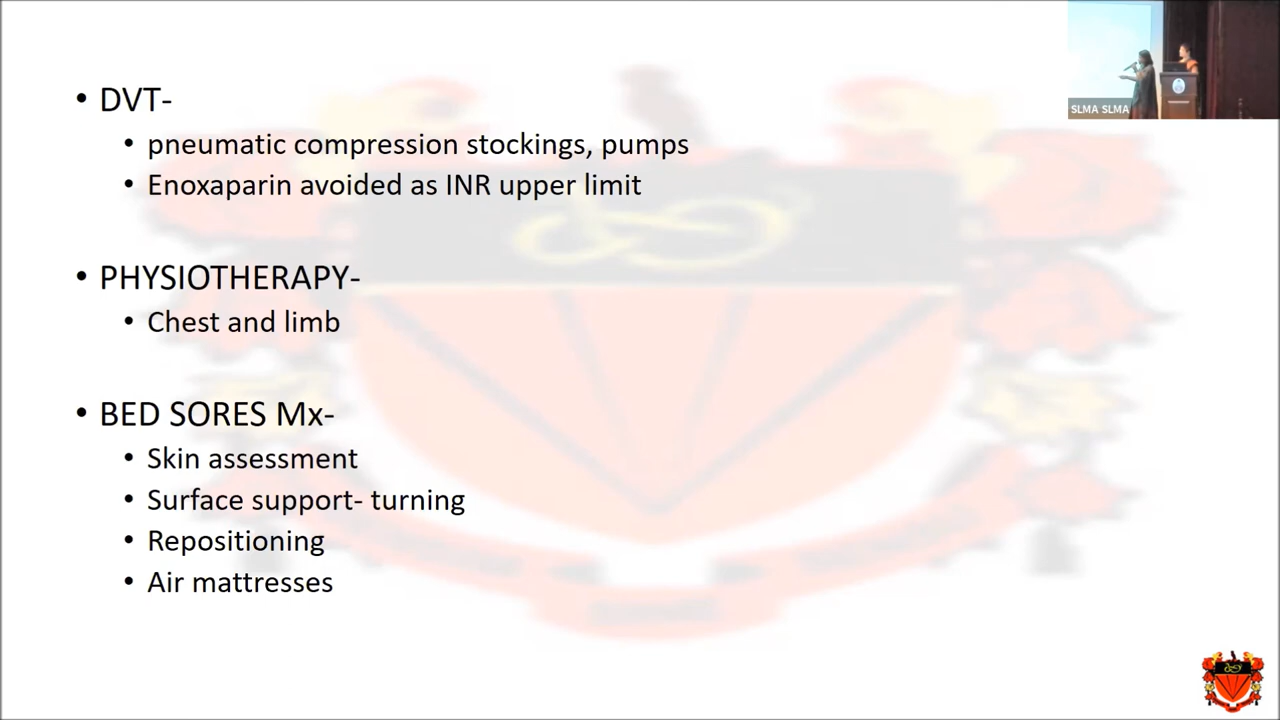 SLMA SLMA
• DVT-
• pneumatic compression stockings, pumps
• Enoxaparin avoided as INR upper limit
• PHYSIOTHERAPY-
• Chest and limb
• BED SORES Mx-
• Skin assessment
• Surface support- turning
• Repositioning
• Air mattresses